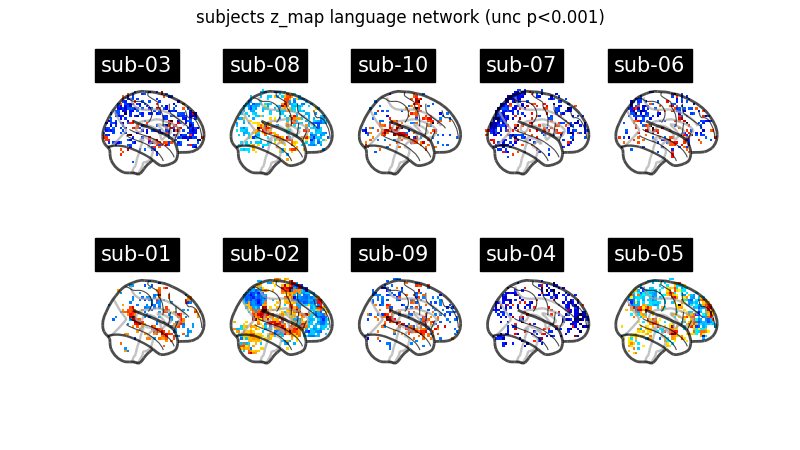 subjects z_map language network (unc p<0.001)
sub-03
sub-08
sub-10
sub-07
sub-06
sub-01
sub-02
sub-09
sub-04
sub-05